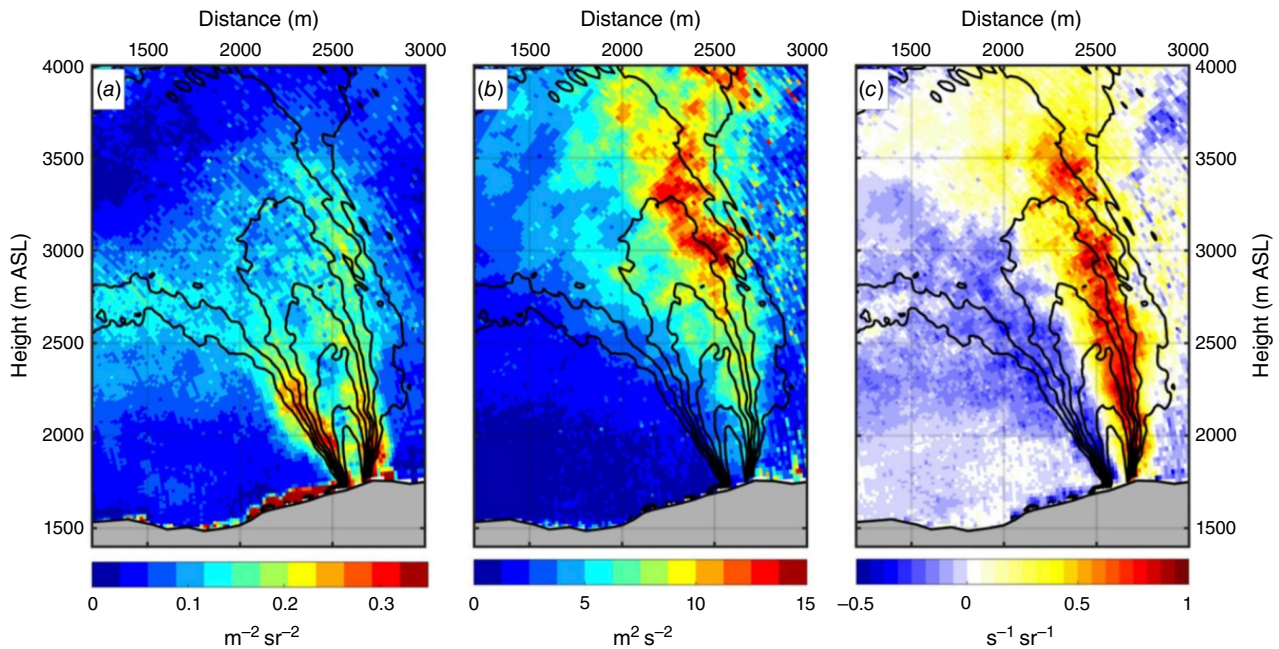 Distance (m) Distance (m) Distance (m)
1500 2000 2500 3000 1500 2000 2500 3000 1500 2000 2500 3000
4000 (a) (b) (c) 4000
3500 3500
3000 3000
2500 2500
2000 2000
1500 1500
Height (m ASL)
Height (m ASL)
0 0.1 0.2 0.3 0 5 10 15 −0.5 0 0.5 1
m⁻² sr⁻² m² s⁻² s⁻¹ sr⁻¹